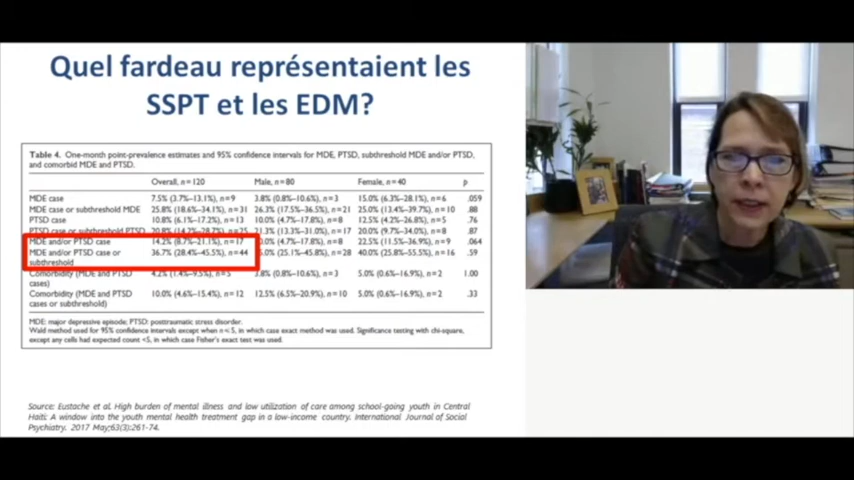 Quel fardeau représentaient les
SSPT et les EDM?
Table 4. One-month point-prevalence estimates and 95% confidence intervals for MDE, PTSD, subthreshold MDE and/or PTSD,
and comorbid MDE and PTSD.
Overall, n=120 Male, n=80 Female, n=40 p
MDE case 7.5% (3.7%–13.1%), n=9 3.8% (0.8%–10.6%), n=3 15.0% (6.3%–28.1%), n=6 .059
MDE case or subthreshold MDE 25.8% (18.6%–34.1%), n=31 26.3% (17.5%–36.5%), n=21 25.0% (13.4%–39.7%), n=10 .88
PTSD case 10.8% (6.1%–17.2%), n=13 10.0% (4.7%–17.8%), n=8 12.5% (4.2%–26.8%), n=5 .76
PTSD case or subthreshold PTSD 20.8% (14.2%–28.7%), n=25 21.3% (13.3%–31.0%), n=17 20.0% (9.7%–34.0%), n=8 .87
MDE and/or PTSD case 14.2% (8.7%–21.1%), n=17 (4.7%–17.8%), n=8 22.5% (11.5%–36.9%), n=9 .064
MDE and/or PTSD case or 36.7% (28.4%–45.5%), n=44 (25.1%–45.8%), n=28 40.0% (25.8%–55.5%), n=16 .59
subthreshold
Comorbidity (MDE and PTSD 4.2% (1.4%–9.5%), n=5 (0.8%–10.6%), n=3 5.0% (0.6%–16.9%), n=2 1.00
cases)
Comorbidity (MDE and PTSD 10.0% (4.6%–15.4%), n=12 12.5% (6.5%–20.9%), n=10 5.0% (0.6%–16.9%), n=2 .33
cases or subthreshold)
MDE: major depressive episode; PTSD: posttraumatic stress disorder.
Wald method used for 95% confidence intervals except when n<5, in which case exact method was used. Significance testing with chi-square,
except any cells had expected count <5, in which case Fisher's exact test was used.
Source: Eustache et al. High burden of mental illness and low utilization of care among school-going youth in Central
Haiti: A window into the youth mental health treatment gap in a low-income country. International Journal of Social
Psychiatry. 2017 May;63(3):261-74.